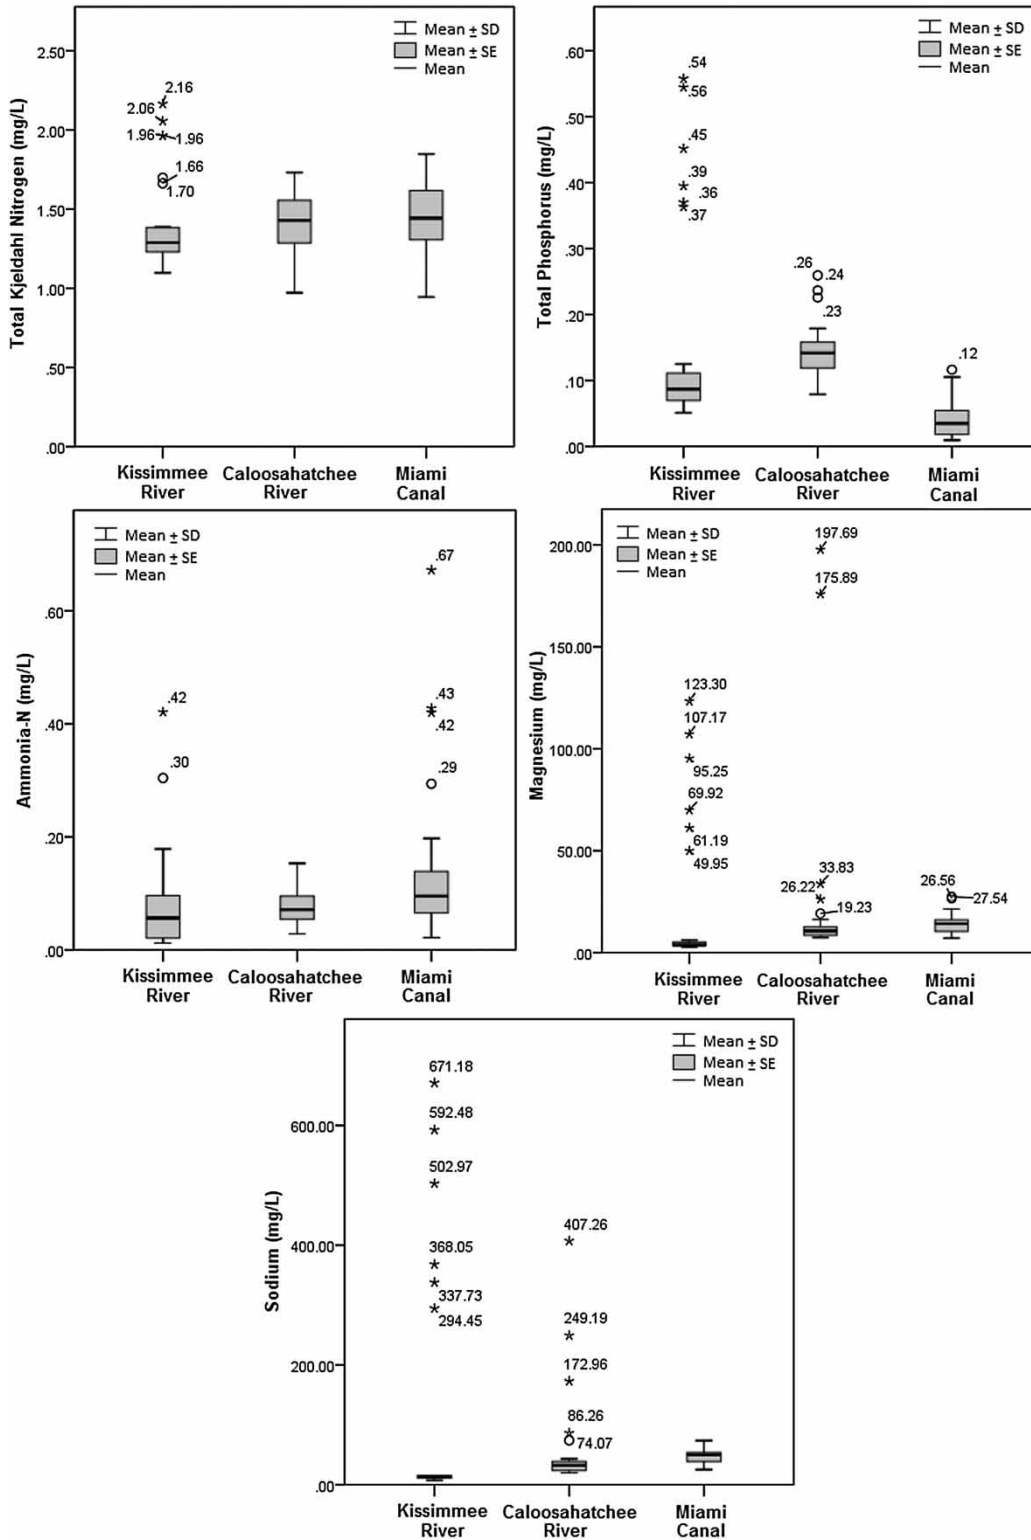 Total Kjeldahl Nitrogen (mg/L)
2.50
2.00
1.50
1.00
.50
.00
Mean ± SD
Mean ± SE
Mean
2.16
2.06
1.96
1.96
1.66
1.70
Kissimmee
River
Caloosahatchee
River
Miami
Canal
Total Phosphorus (mg/L)
.60
.50
.40
.30
.20
.10
.00
Mean ± SD
Mean ± SE
Mean
.54
.56
.45
.39
.36
.37
.26
.24
.23
.12
Kissimmee
River
Caloosahatchee
River
Miami
Canal
Ammonia-N (mg/L)
.60
.40
.20
.00
Mean ± SD
Mean ± SE
Mean
.67
.42
.43
.42
.30
.29
Kissimmee
River
Caloosahatchee
River
Miami
Canal
Magnesium (mg/L)
200.00
150.00
100.00
50.00
.00
Mean ± SD
Mean ± SE
Mean
197.69
175.89
123.30
107.17
95.25
69.92
61.19
49.95
33.83
26.22
19.23
26.56
27.54
Kissimmee
River
Caloosahatchee
River
Miami
Canal
Sodium (mg/L)
600.00
400.00
200.00
.00
Mean ± SD
Mean ± SE
Mean
671.18
592.48
502.97
368.05
337.73
294.45
407.26
249.19
172.96
86.26
74.07
Kissimmee
River
Caloosahatchee
River
Miami
Canal